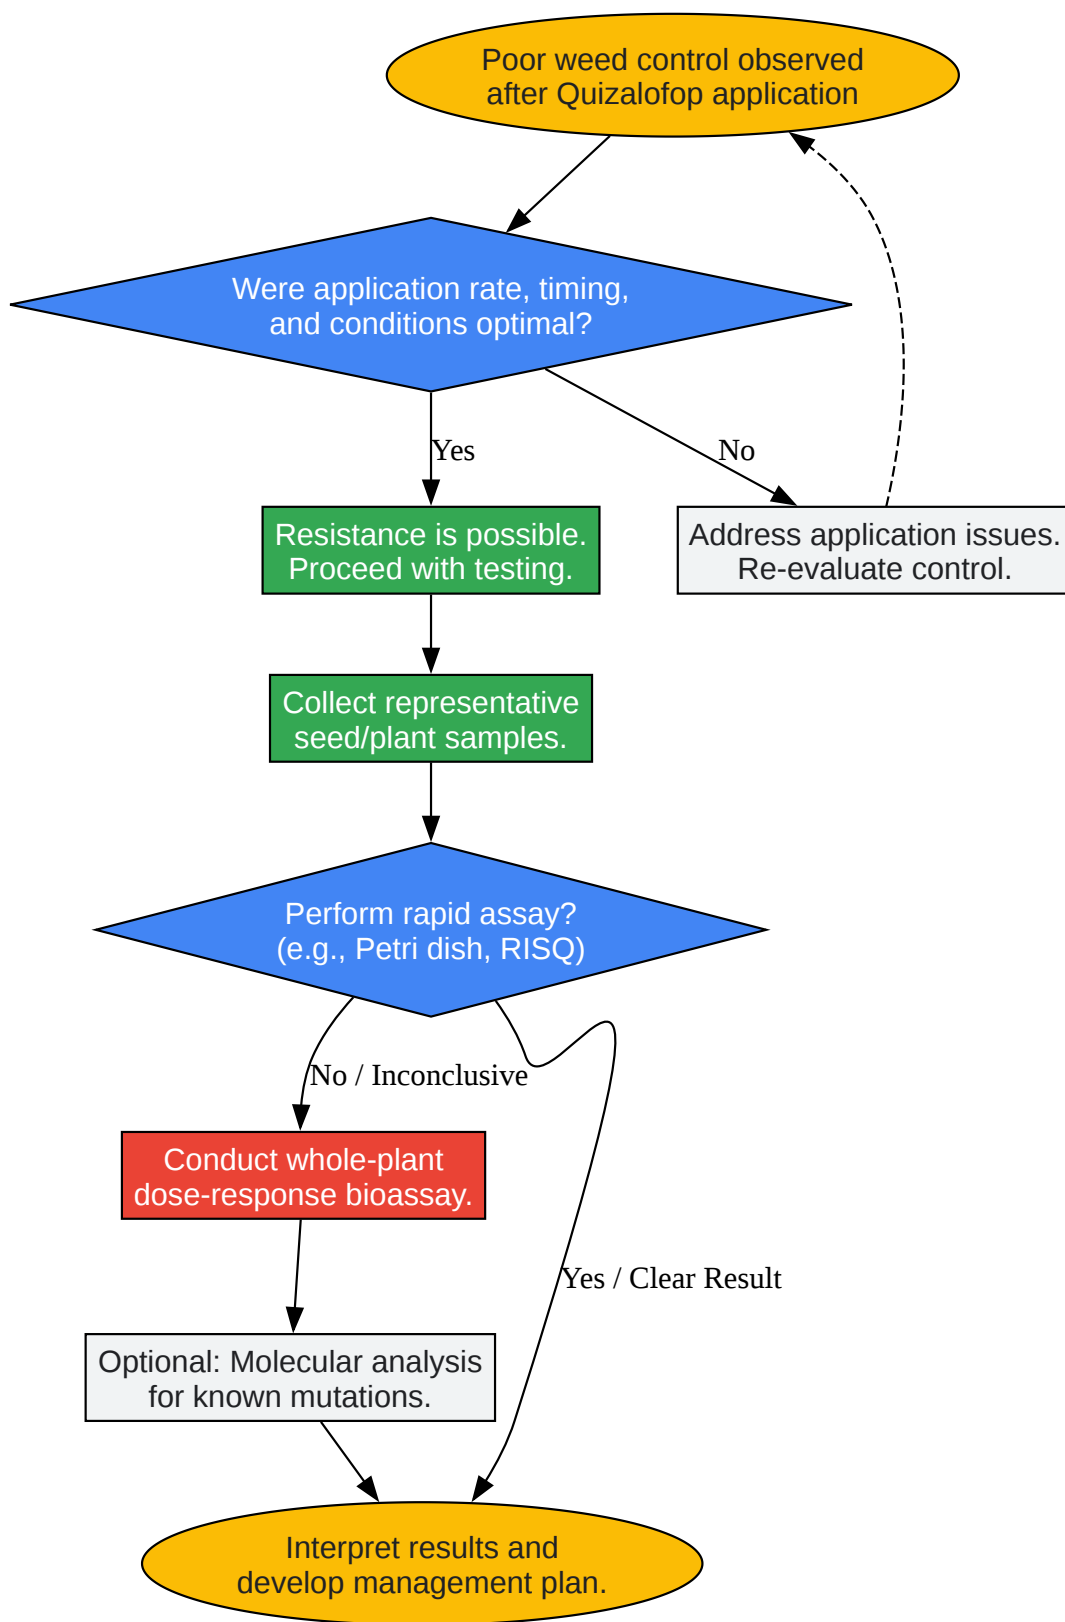 Poor weed control observed
after Quizalofop application
Were application rate, timing,
and conditions optimal?
Yes
No
Resistance is possible.
Proceed with testing.
Address application issues.
Re-evaluate control.
Collect representative
seed/plant samples.
Perform rapid assay?
(e.g., Petri dish, RISQ)
No / Inconclusive
Conduct whole-plant
dose-response bioassay.
Yes / Clear Result
Optional: Molecular analysis
for known mutations.
Interpret results and
develop management plan.